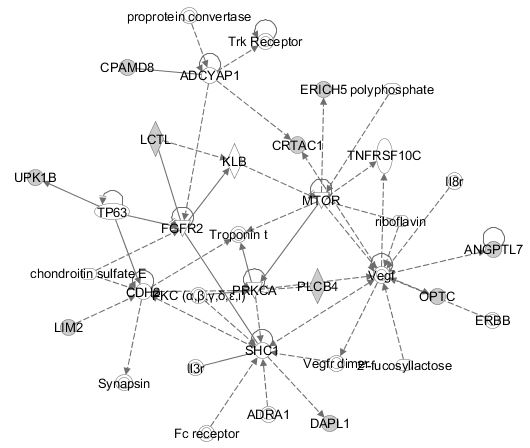 proprotein convertase
Trk Receptor
CPAMD8
ADCYAP1
ERICH5
polyphosphate
LCTL
CRTAC1
TNFRSF10C
KLB
UPK1B
Il8r
MTOR
TP63
FGFR2
riboflavin
Troponin t
ANGPTL7
chondroitin sulfate E
Vegf
CDH2
PKC (α,β,γ,δ,ε,ι)
PRKCA
PLCB4
OPTC
LIM2
ERBB
SHC1
Il3r
Vegfr dimer
2'-fucosyllactose
Synapsin
ADRA1
DAPL1
Fc receptor